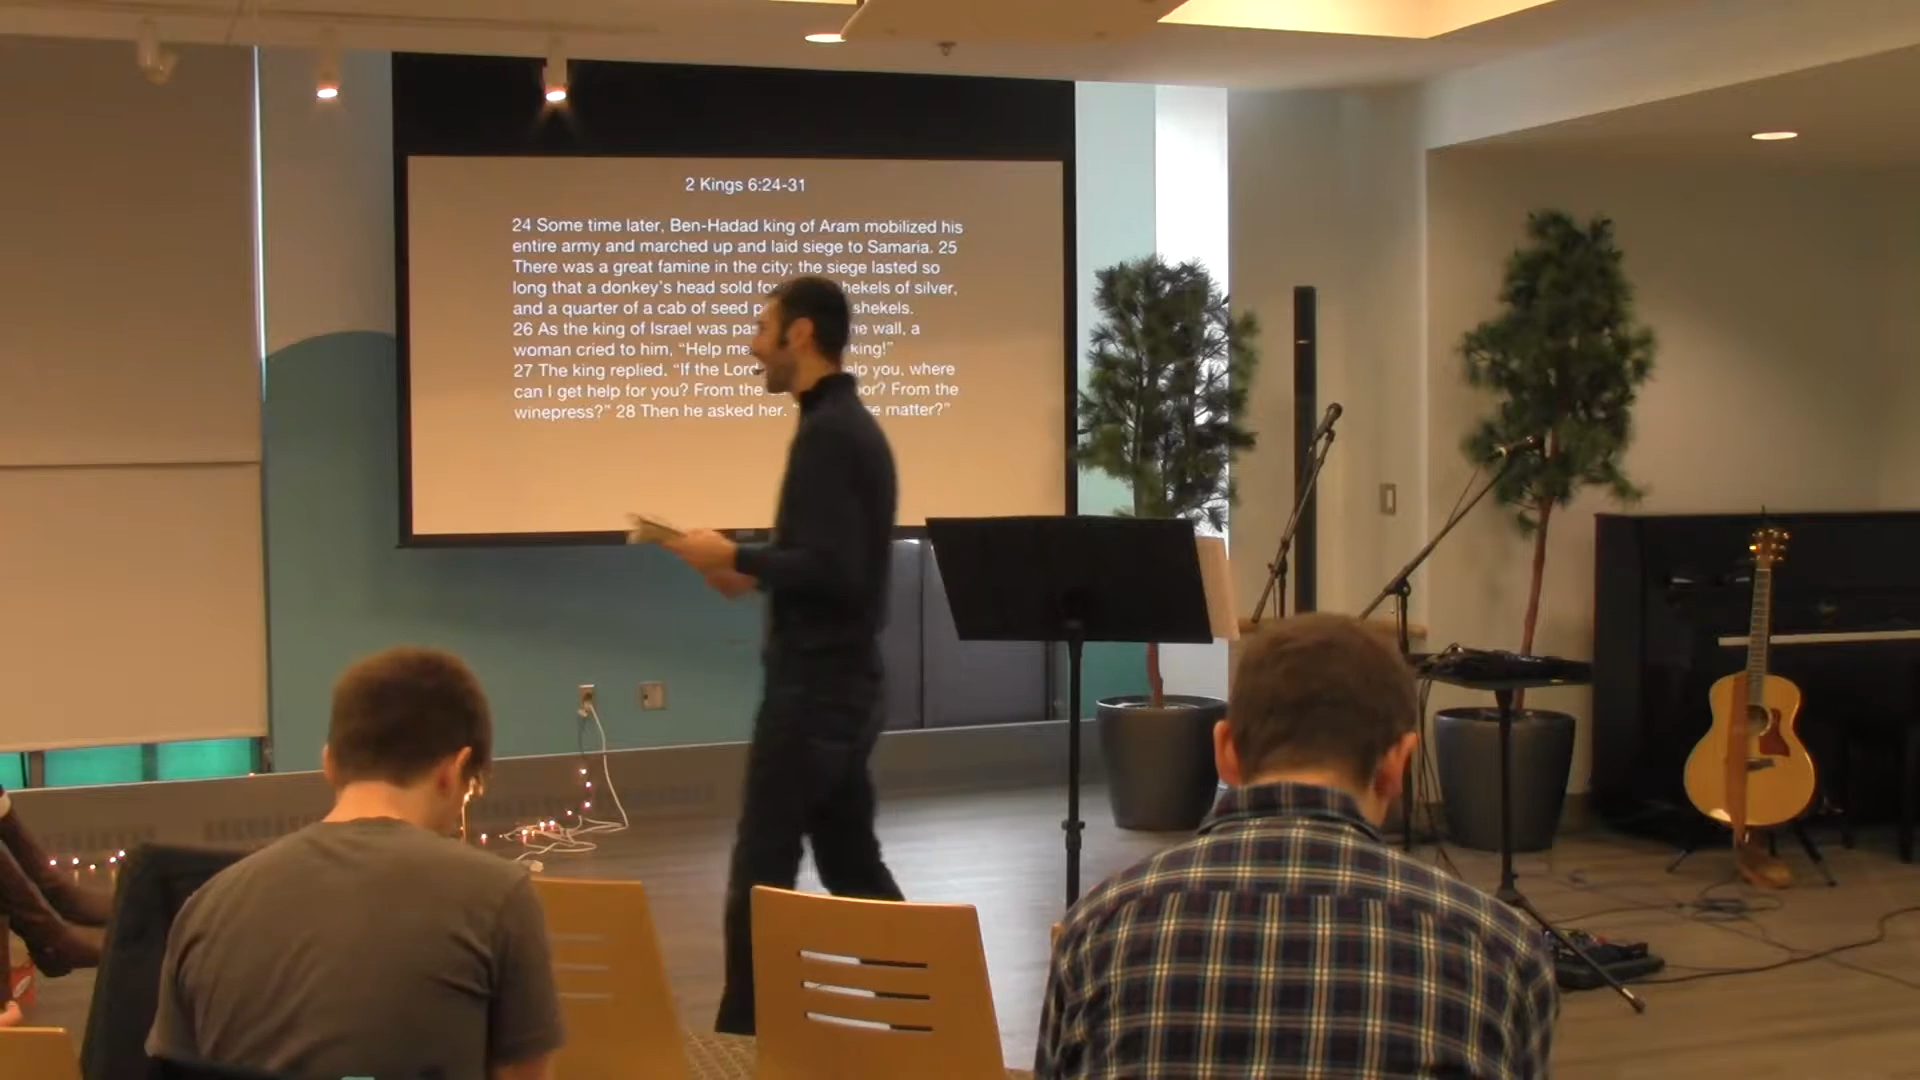 2 Kings 6:24-31
24 Some time later, Ben-Hadad king of Aram mobilized his
entire army and marched up and laid siege to Samaria. 25
There was a great famine in the city; the siege lasted so
long that a donkey's head sold for hekels of silver,
and a quarter of a cab of seed p shekels.
26 As the king of Israel was pas he wall, a
woman cried to him, “Help me king!”
27 The king replied, “If the Lord elp you, where
can I get help for you? From the or? From the
winepress?” 28 Then he asked her, “ e matter?”